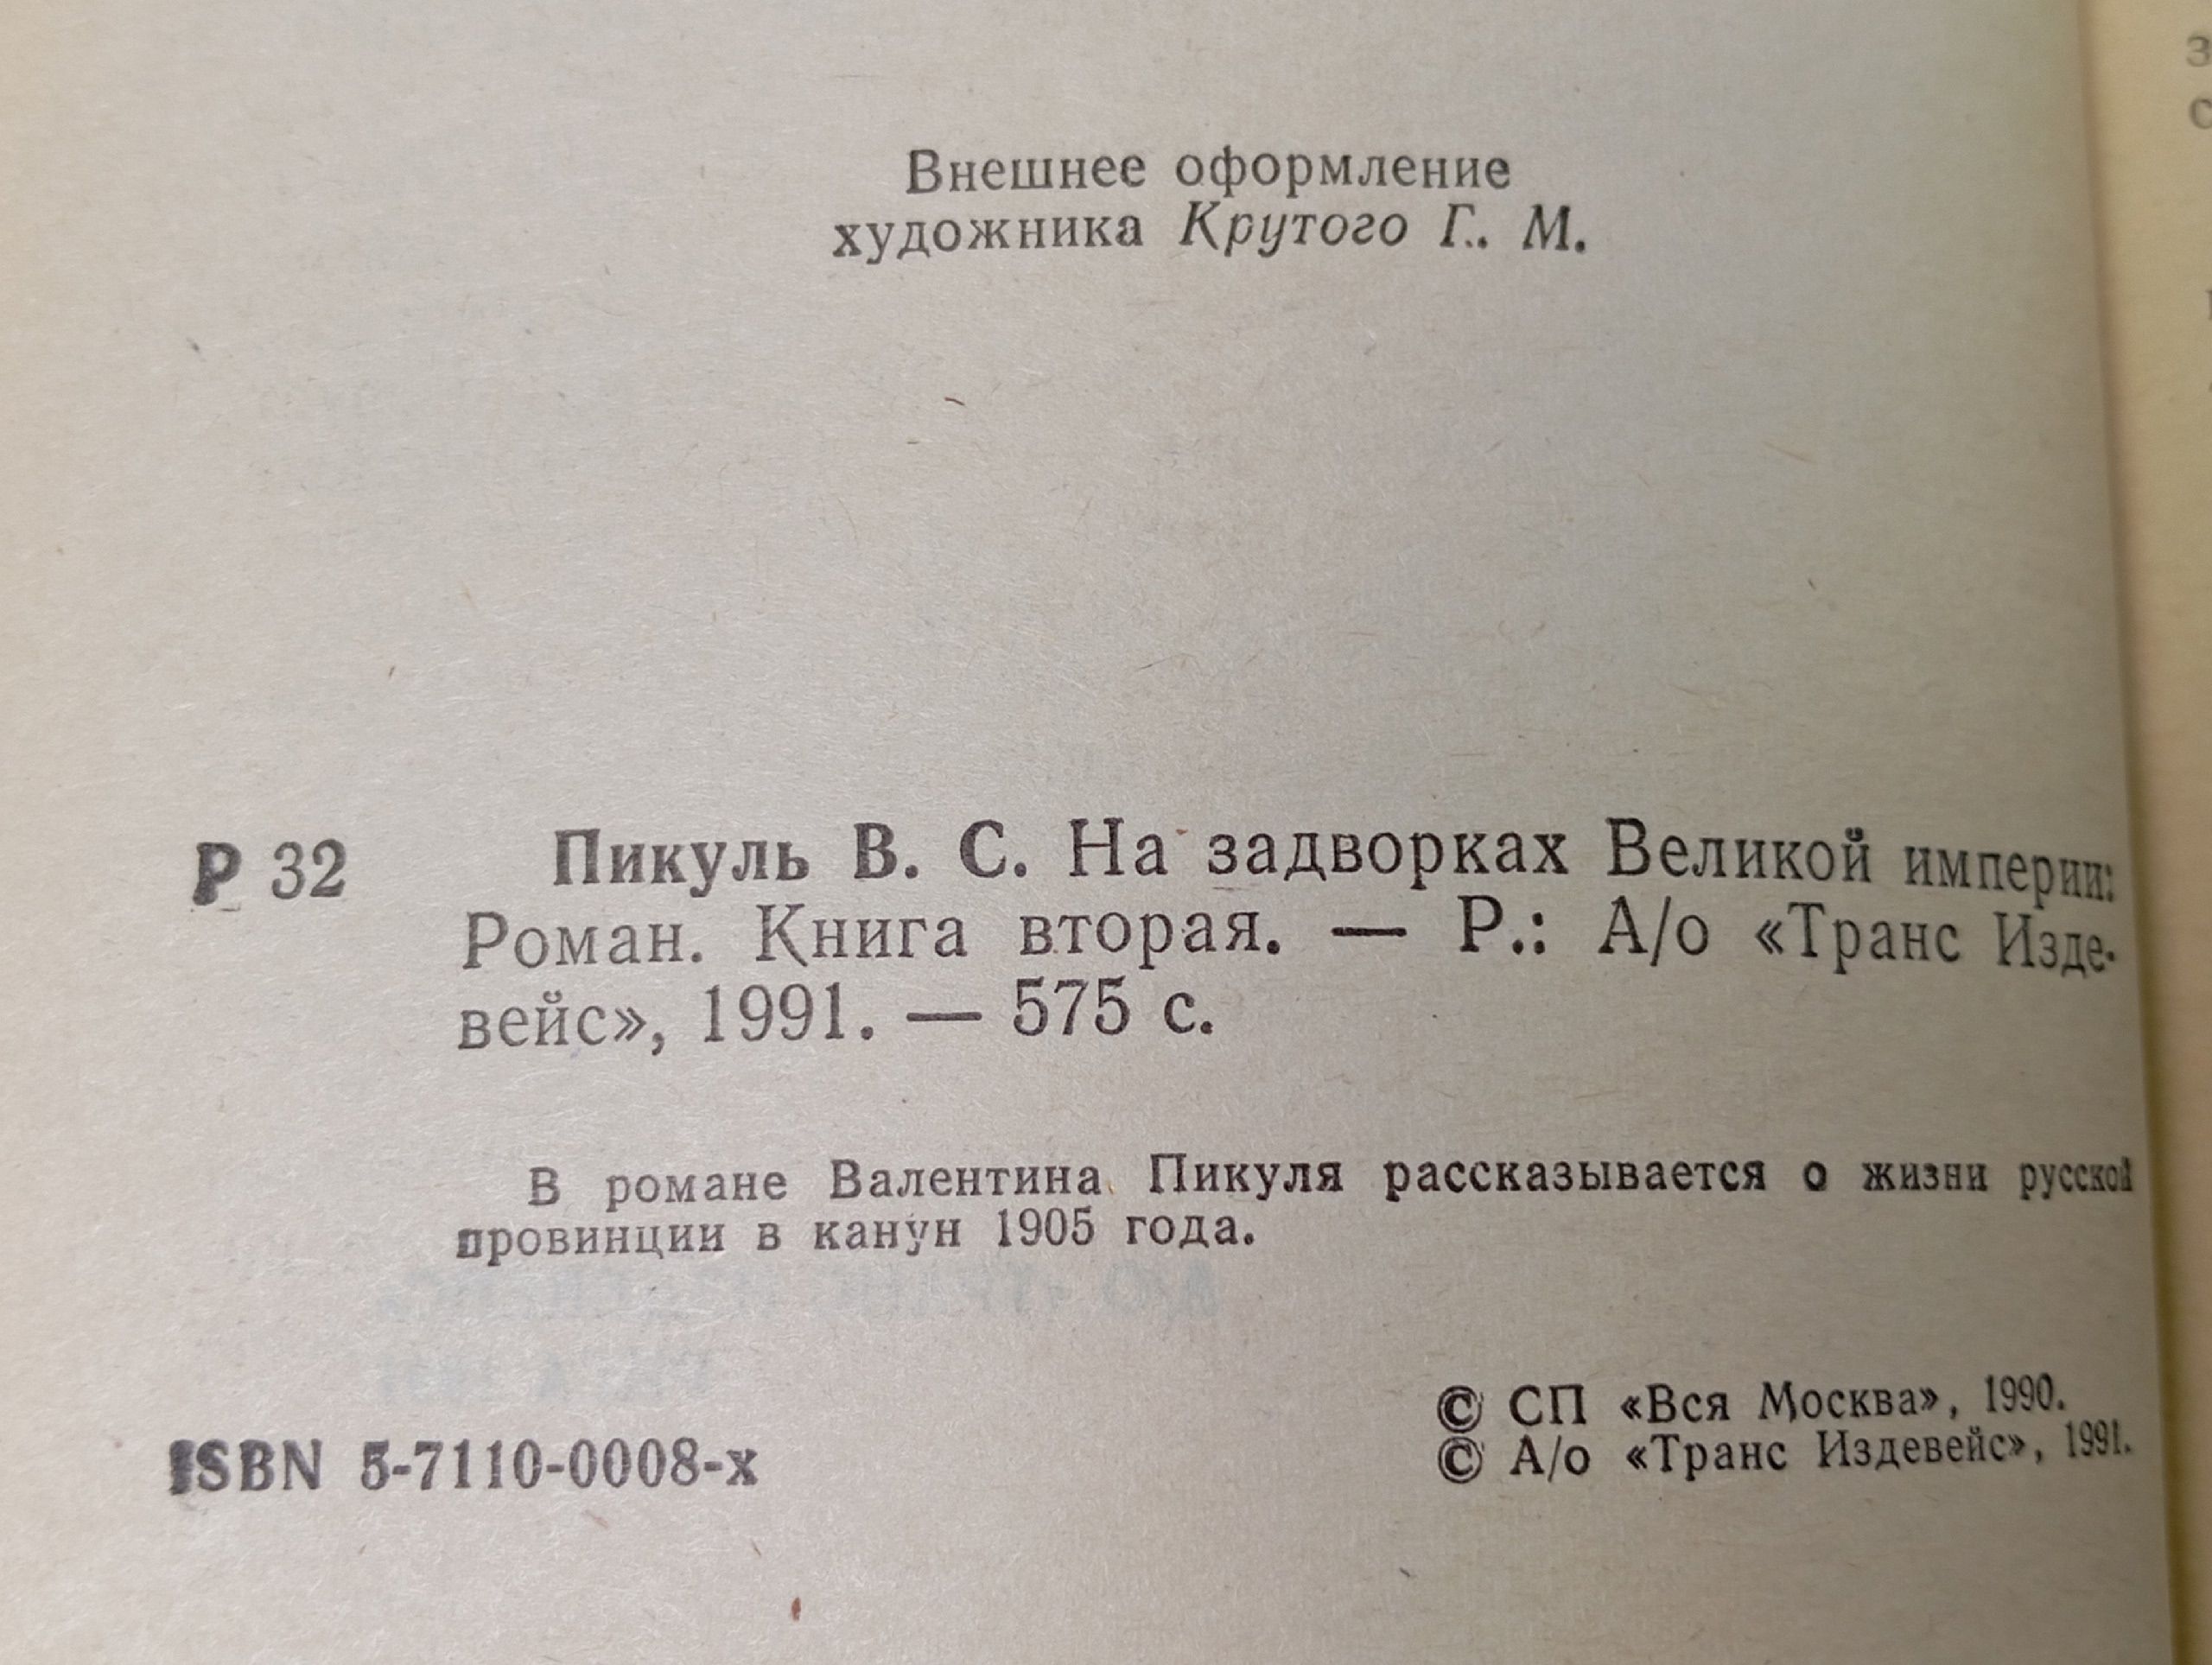 Внешнее оформление
художника Крутого Г.. М.
Р 32 Пикуль В. С. На задворках Великой империи:
Роман. Книга вторая. — Р.: А/о «Транс Изде-
вейс», 1991. — 575 с.
В романе Валентина Пикуля рассказывается о жизни русской
провинции в канун 1905 года.
© СП «Вся Москва», 1990.
ISBN 5-7110-0008-х
© А/о «Транс Издевейс», 1991.